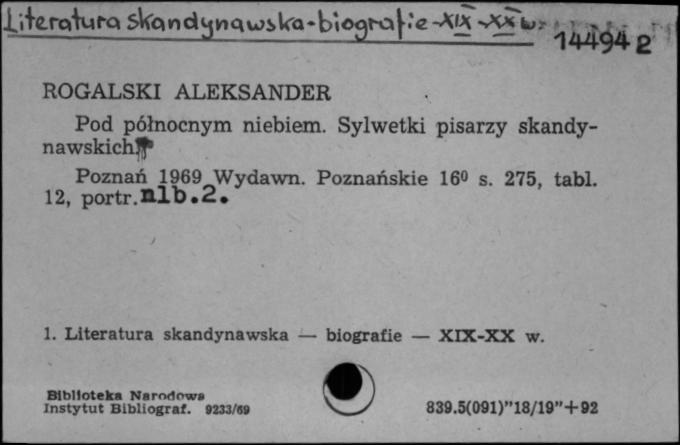 Literatura skandynawska-biografie-XIX-XX w.
144942
ROGALSKI ALEKSANDER
Pod północnym niebiem. Sylwetki pisarzy skandy-
nawskich
Poznań 1969 Wydawn. Poznańskie 16⁰ s. 275, tabl.
12, portr. nlb.2.
1. Literatura skandynawska — biografie — XIX-XX w.
Biblioteka Narodowa
Instytut Bibliograf. 9233/69
839.5(091)”18/19”+92